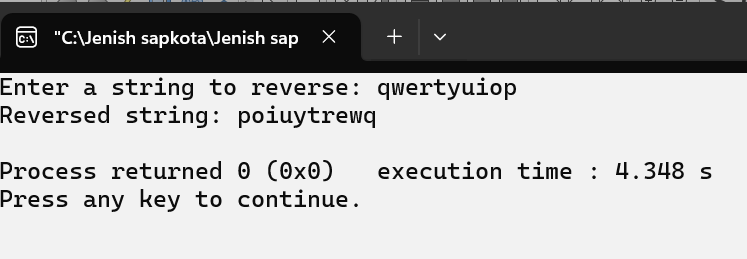 "C:\Jenish sapkota\Jenish sap
Enter a string to reverse: qwertyuiop
Reversed string: poiuytrewq
Process returned 0 (0x0)   execution time : 4.348 s
Press any key to continue.